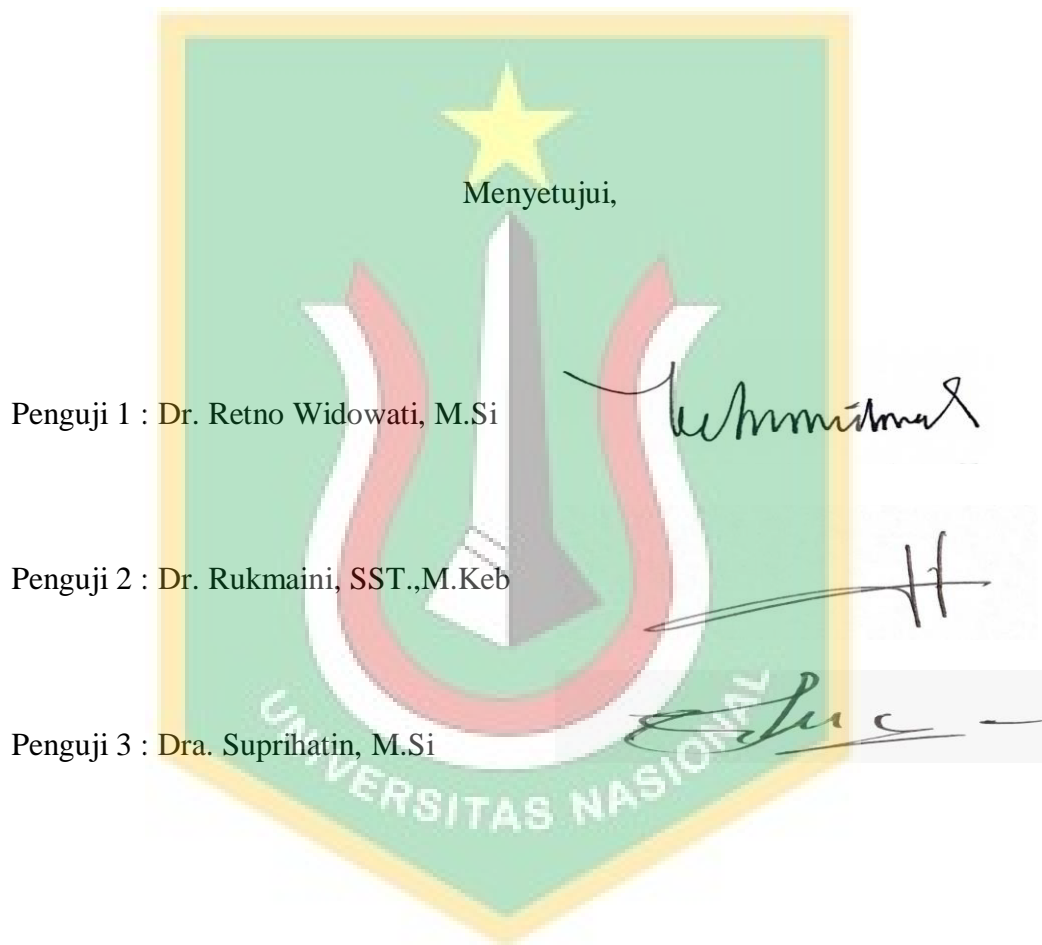 Menyetujui,
Penguji 1 : Dr. Retno Widowati, M.Si
Penguji 2 : Dr. Rukmaini, SST.,M.Keb
Penguji 3 : Dra. Suprihatin, M.Si
UNIVERSITAS NASIONAL